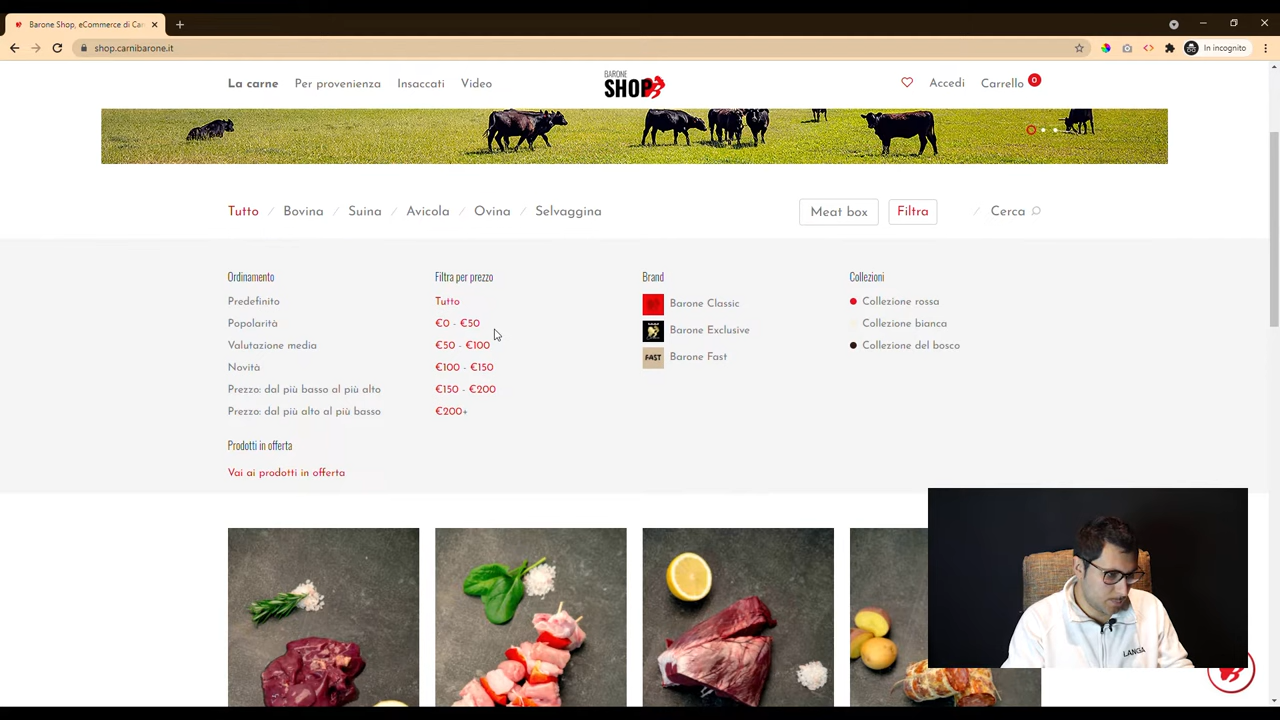 Barone Shop, eCommerce di Car
shop.carnibarone.it
In incognito
La carne Per provenienza Insaccati Video
BARONE
SHOP
Accedi Carrello 0
Tutto / Bovina / Suina / Avicola / Ovina / Selvaggina
Meat box Filtra / Cerca
Ordinamento
Predefinito
Popolarità
Valutazione media
Novità
Prezzo: dal più basso al più alto
Prezzo: dal più alto al più basso
Prodotti in offerta
Vai ai prodotti in offerta
Filtra per prezzo
Tutto
€0 - €50
€50 - €100
€100 - €150
€150 - €200
€200+
Brand
Barone Classic
Barone Exclusive
FAST Barone Fast
Collezioni
Collezione rossa
Collezione bianca
Collezione del bosco
LANGA